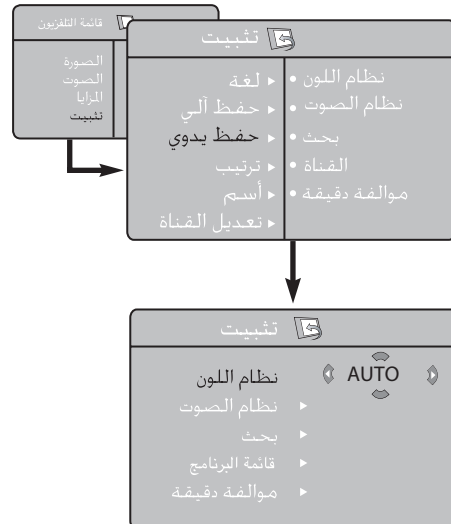 قائمة التلفزيون
الصورة
الصوت
المزايا
تثبيت
تثبيت
لغة
حفظ آلي
حفظ يدوي
ترتيب
أسم
تعديل القناة
نظام اللون
نظام الصوت
بحث
القناة
موالفة دقيقة
تثبيت
نظام اللون
AUTO
نظام الصوت
بحث
قائمة البرنامج
موالفة دقيقة